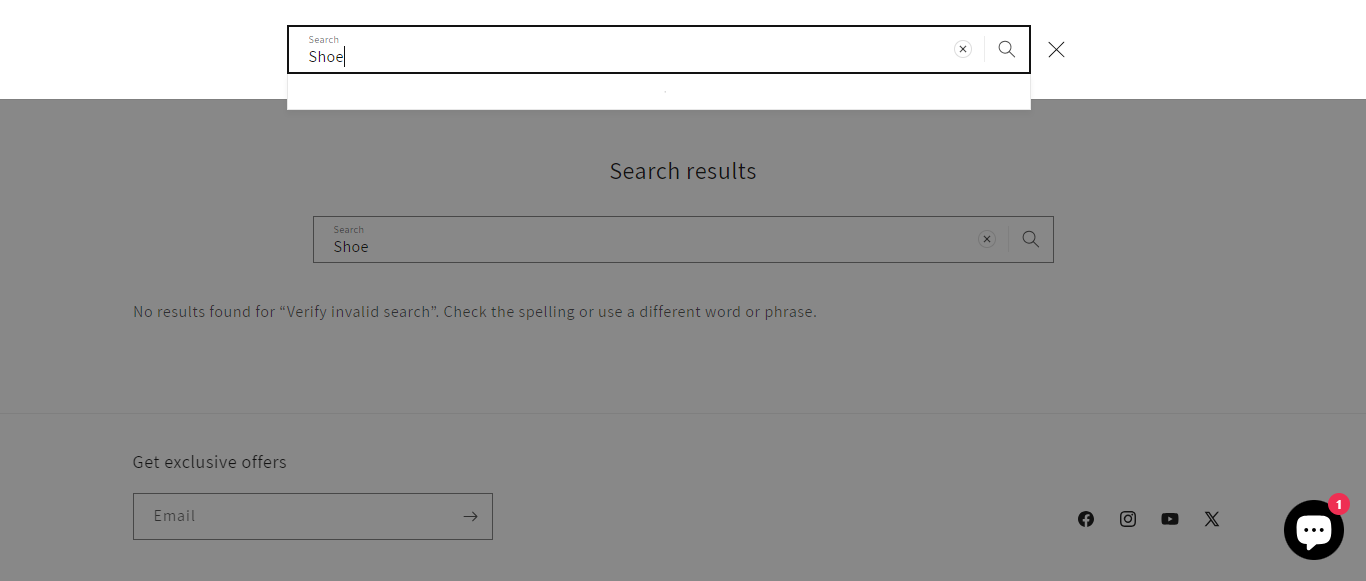 Search
Shoe
Search results
Search
Shoe
No results found for “Verify invalid search”. Check the spelling or use a different word or phrase.
Get exclusive offers
Email
1